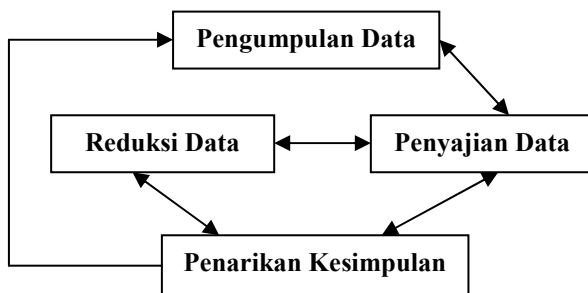 Pengumpulan Data
Reduksi Data
Penyajian Data
Penarikan Kesimpulan